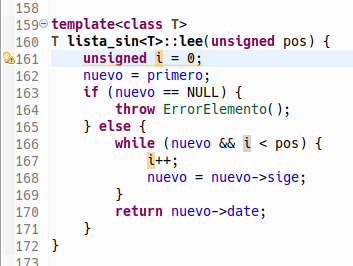 158
159 template<class T>
160 T lista_sin<T>::lee(unsigned pos) {
161 unsigned i = 0;
162 nuevo = primero;
163 if (nuevo == NULL) {
164 throw ErrorElemento();
165 } else {
166 while (nuevo && i < pos) {
167 i++;
168 nuevo = nuevo->sige;
169 }
170 return nuevo->date;
171 }
172 }
173